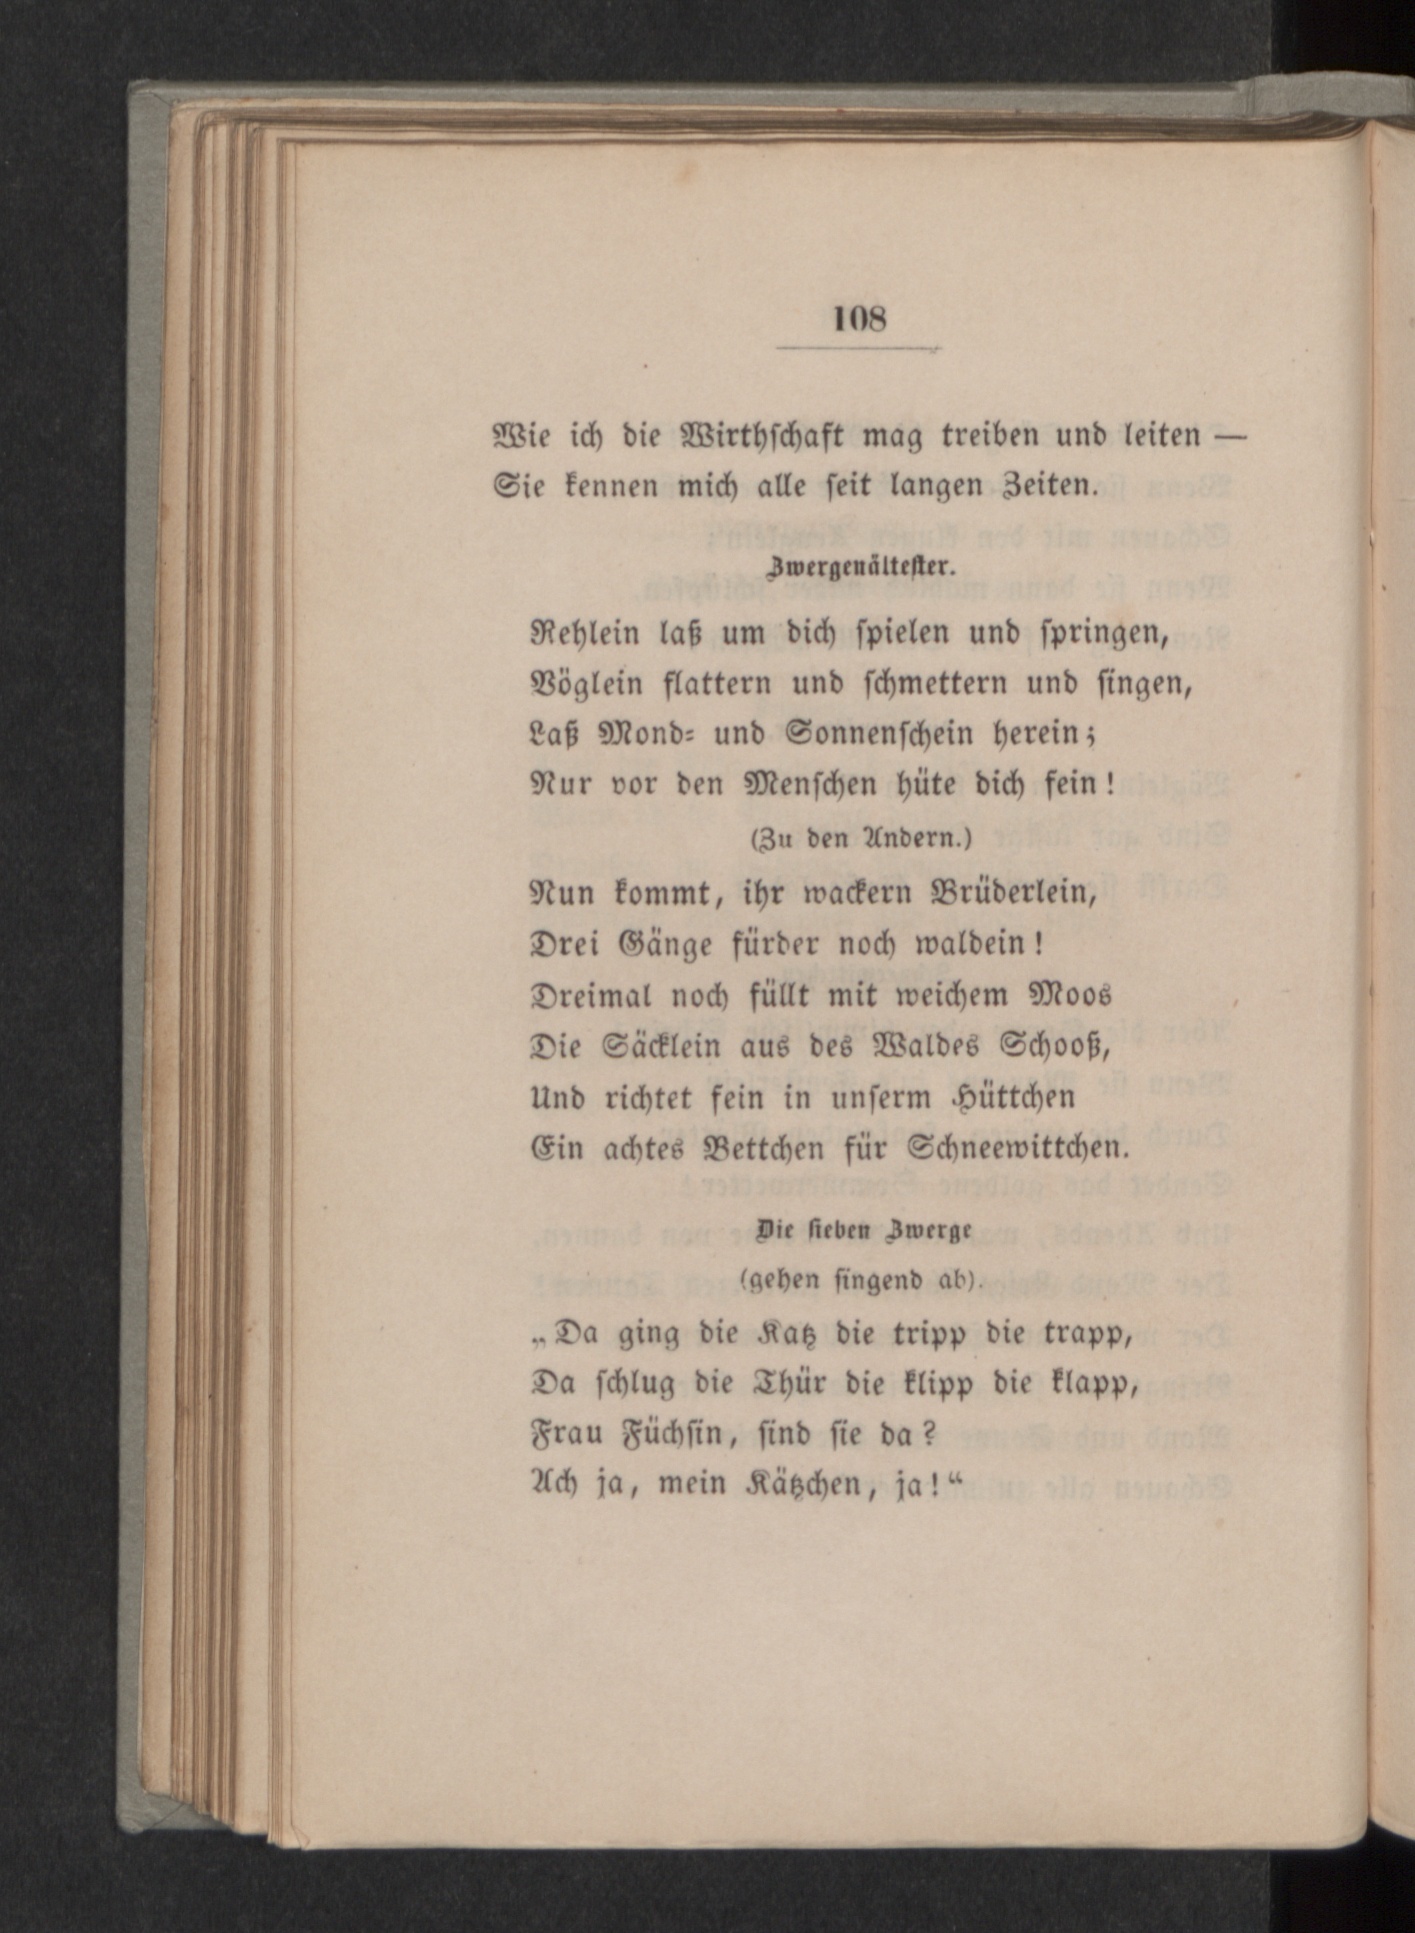 108
Wie ich die Wirthschaft mag treiben und leiten —
Sie kennen mich alle seit langen Zeiten.
Zwergenältester.
Rehlein laß um dich spielen und springen,
Vöglein flattern und schmettern und singen,
Laß Mond- und Sonnenschein herein;
Nur vor den Menschen hüte dich fein!
(Zu den Andern.)
Nun kommt, ihr wackern Brüderlein,
Drei Gänge fürder noch waldein!
Dreimal noch füllt mit weichem Moos
Die Säcklein aus des Waldes Schooß,
Und richtet fein in unserm Hüttchen
Ein achtes Bettchen für Schneewittchen.
Die sieben Zwerge
(gehen singend ab).
„Da ging die Katz die tripp die trapp,
Da schlug die Thür die klipp die klapp,
Frau Füchsin, sind sie da?
Ach ja, mein Kätzchen, ja!“